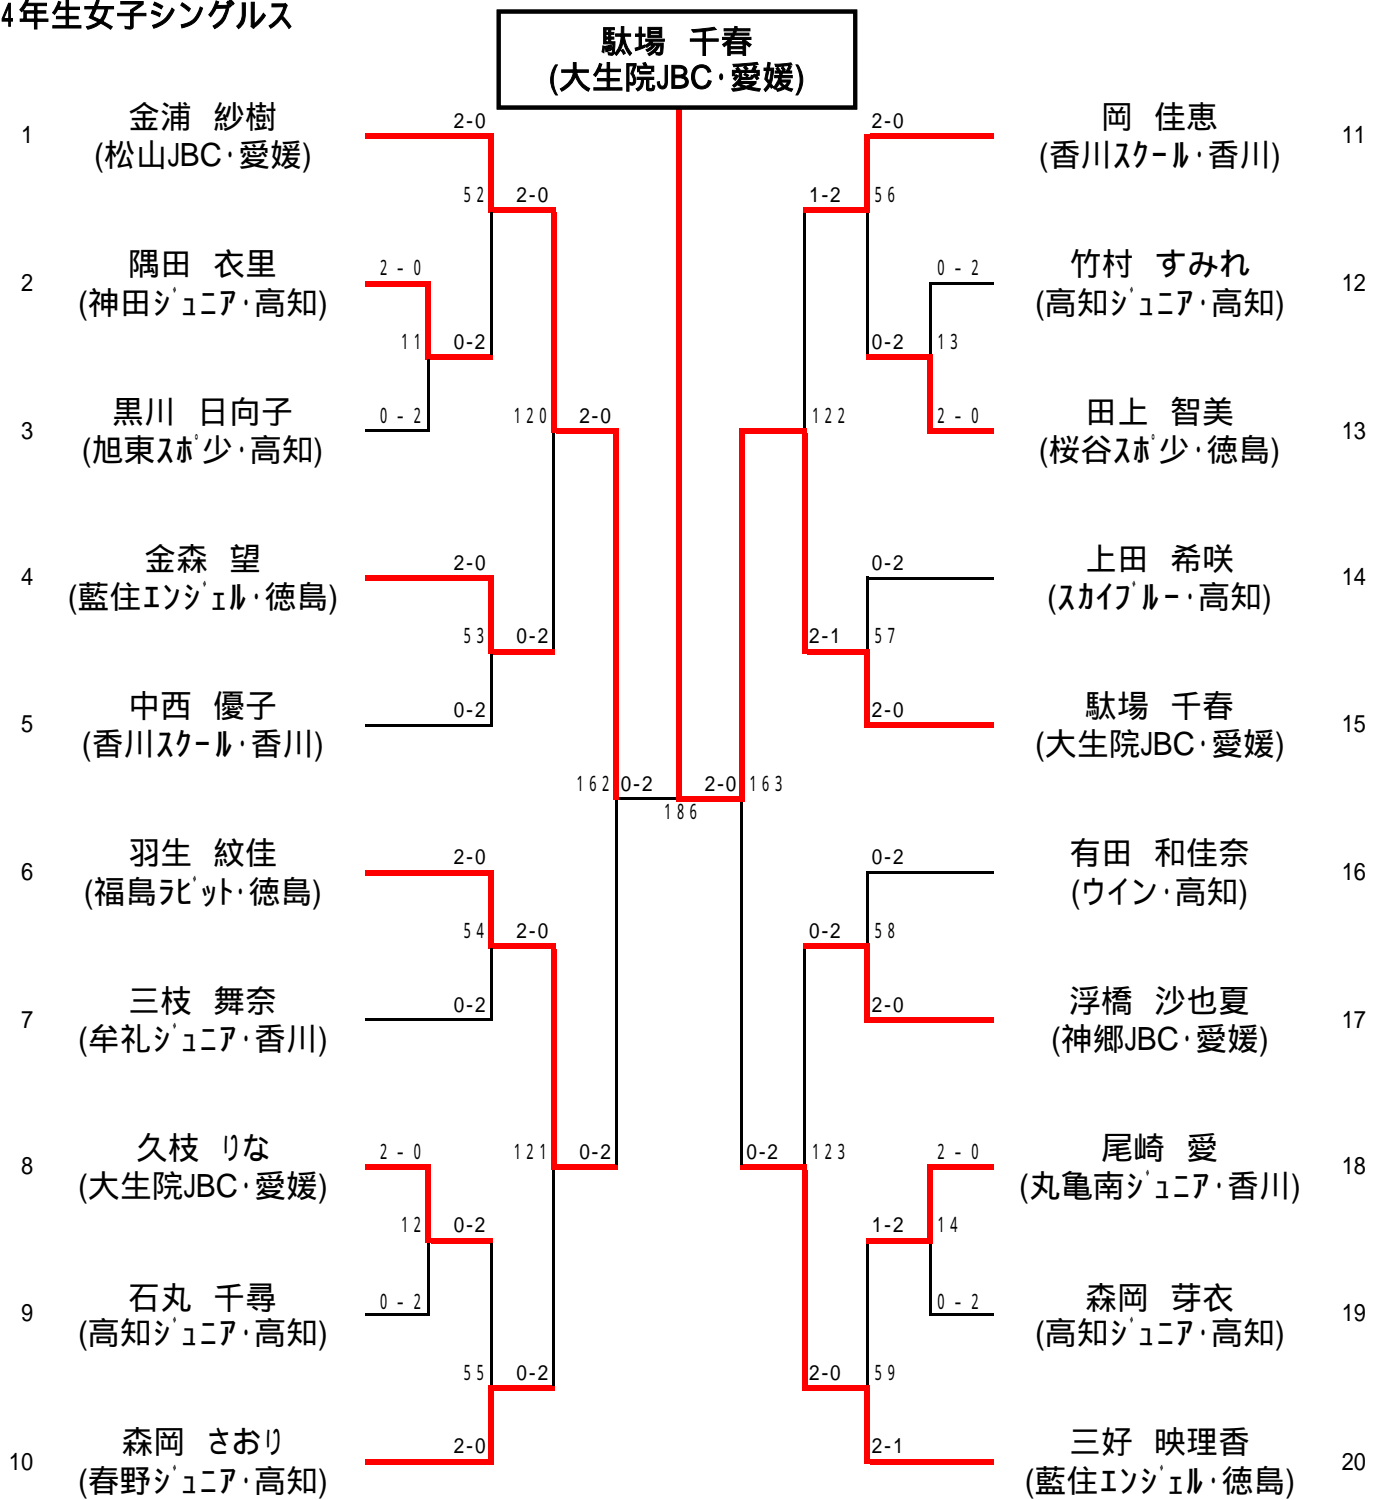 4年生女子シングルス
駄場 千春
(大生院JBC・愛媛)
1
金浦 紗樹
(松山JBC・愛媛)
2-0
52
2-0
2
隅田 衣里
(神田ｼﾞｭﾆｱ・高知)
2-0
11
0-2
3
黒川 日向子
(旭東ｽﾎﾟ少・高知)
0-2
120
2-0
4
金森 望
(藍住ｴﾝｼﾞｪﾙ・徳島)
2-0
53
0-2
5
中西 優子
(香川ｽｸｰﾙ・香川)
0-2
162
0-2
186
2-0
163
6
羽生 紋佳
(福島ﾗﾋﾞｯﾄ・徳島)
2-0
54
2-0
7
三枝 舞奈
(牟礼ｼﾞｭﾆｱ・香川)
0-2
8
久枝 りな
(大生院JBC・愛媛)
2-0
121
0-2
12
0-2
9
石丸 千尋
(高知ｼﾞｭﾆｱ・高知)
0-2
55
0-2
10
森岡 さおり
(春野ｼﾞｭﾆｱ・高知)
2-0
2-0
岡 佳恵
(香川ｽｸｰﾙ・香川)
11
1-2
56
0-2
竹村 すみれ
(高知ｼﾞｭﾆｱ・高知)
12
0-2
13
122
2-0
田上 智美
(桜谷ｽﾎﾟ少・徳島)
13
0-2
上田 希咲
(ｽｶｲﾌﾞﾙｰ・高知)
14
2-1
57
2-0
駄場 千春
(大生院JBC・愛媛)
15
0-2
有田 和佳奈
(ウイン・高知)
16
0-2
58
2-0
浮橋 沙也夏
(神郷JBC・愛媛)
17
0-2
123
2-0
尾崎 愛
(丸亀南ｼﾞｭﾆｱ・香川)
18
1-2
14
0-2
森岡 芽衣
(高知ｼﾞｭﾆｱ・高知)
19
2-0
59
2-1
三好 映理香
(藍住ｴﾝｼﾞｪﾙ・徳島)
20